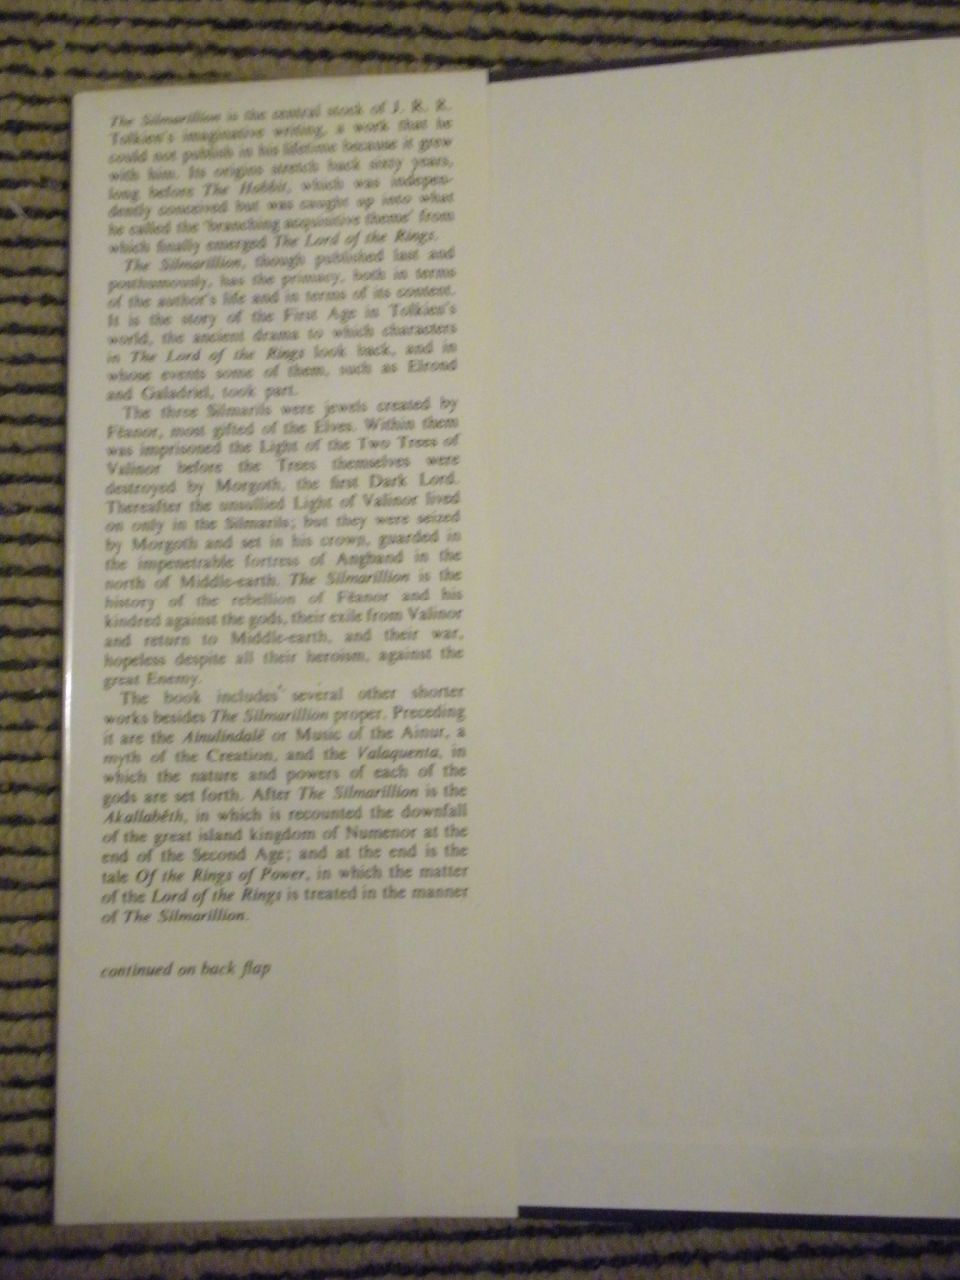 The Silmarillion is the central stock of J. R. R.
Tolkien's imaginative writing, a work that he
could not publish in his lifetime because it grew
with him. Its origins stretch back sixty years,
long before The Hobbit, which was indepen-
dently conceived but was caught up into what
he called the 'branching acquisitive theme' from
which finally emerged The Lord of the Rings.
The Silmarillion, though published last and
posthumously, has the primacy, both in terms
of the author's life and in terms of its content.
It is the story of the First Age in Tolkien's
world, the ancient drama to which characters
in The Lord of the Rings look back, and in
whose events some of them, such as Elrond
and Galadriel, took part.
The three Silmarils were jewels created by
Fëanor, most gifted of the Elves. Within them
was imprisoned the Light of the Two Trees of
Valinor before the Trees themselves were
destroyed by Morgoth, the first Dark Lord.
Thereafter the unsullied Light of Valinor lived
on only in the Silmarils; but they were seized
by Morgoth and set in his crown, guarded in
the impenetrable fortress of Angband in the
north of Middle-earth. The Silmarillion is the
history of the rebellion of Fëanor and his
kindred against the gods, their exile from Valinor
and return to Middle-earth, and their war,
hopeless despite all their heroism, against the
great Enemy.
The book includes several other shorter
works besides The Silmarillion proper. Preceding
it are the Ainulindalë or Music of the Ainur, a
myth of the Creation, and the Valaquenta, in
which the nature and powers of each of the
gods are set forth. After The Silmarillion is the
Akallabêth, in which is recounted the downfall
of the great island kingdom of Numenor at the
end of the Second Age; and at the end is the
tale Of the Rings of Power, in which the matter
of the Lord of the Rings is treated in the manner
of The Silmarillion.
continued on back flap